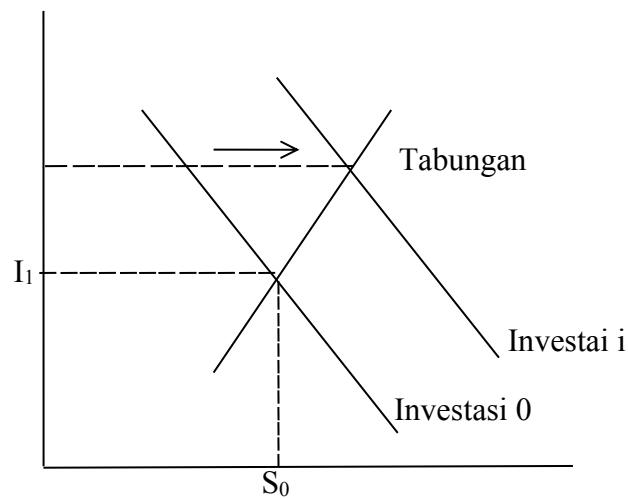 Tabungan
I₁
Investai i
Investasi 0
S₀